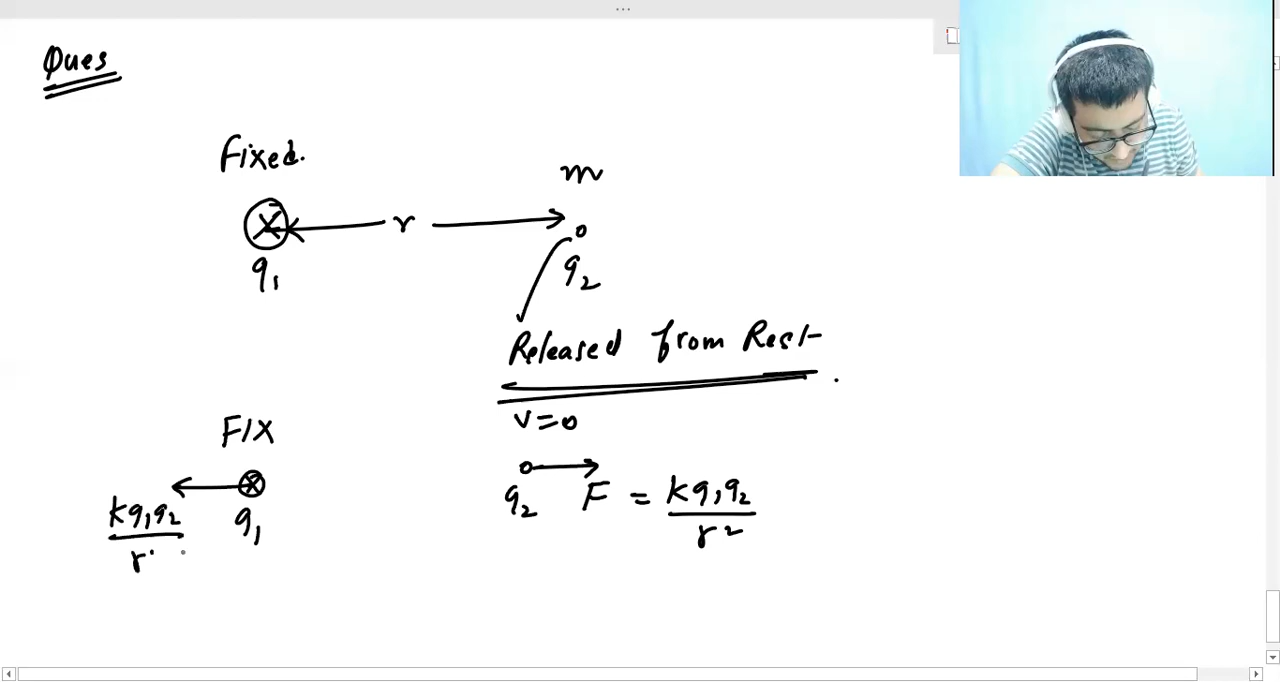 Ques
Fixed.
m
r
q1
q2
Released from Rest
v=0
FIX
q2 F = kq1q2
r2
kq1q2
r
q1